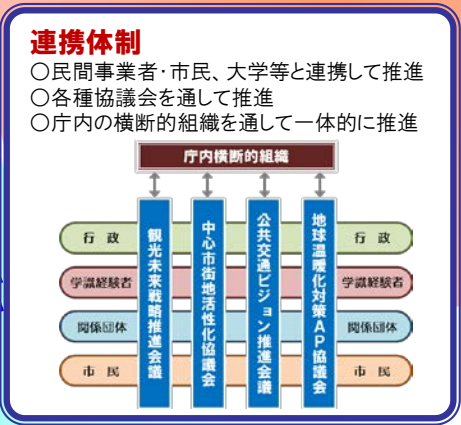 連携体制
○民間事業者・市民、大学等と連携して推進
○各種協議会を通して推進
○庁内の横断的組織を通して一体的に推進
庁内横断的組織
観光未来戦略推進会議
中心市街地活性化協議会
公共交通ビジョン推進会議
地球温暖化対策AP協議会
行 政
行 政
学識経験者
学識経験者
関係団体
関係団体
市 民
市 民